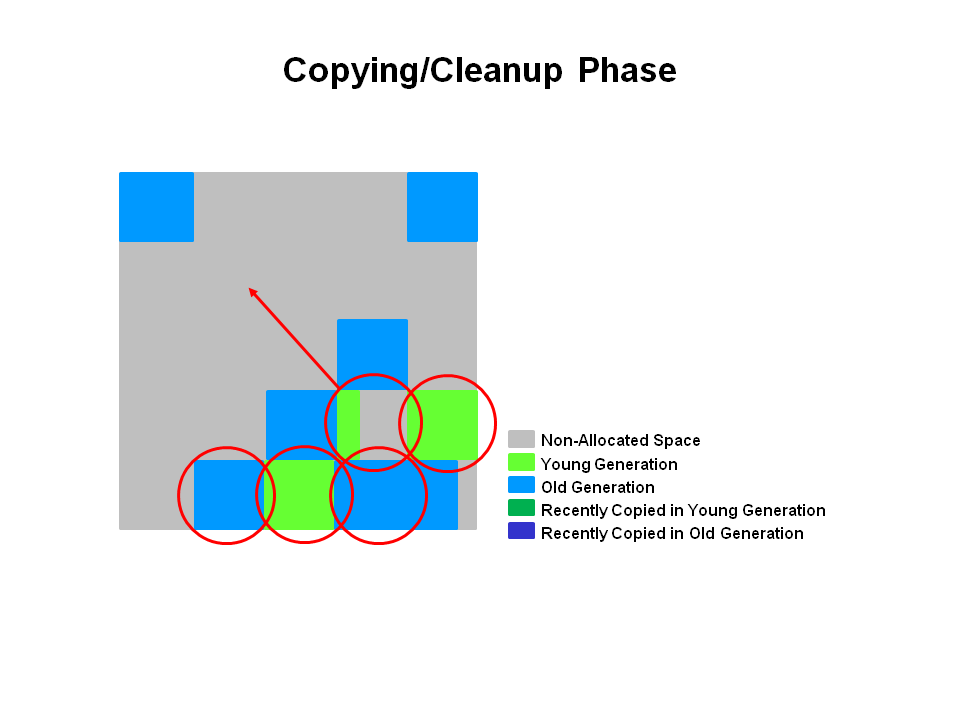 Copying/Cleanup Phase
Non-Allocated Space
Young Generation
Old Generation
Recently Copied in Young Generation
Recently Copied in Old Generation